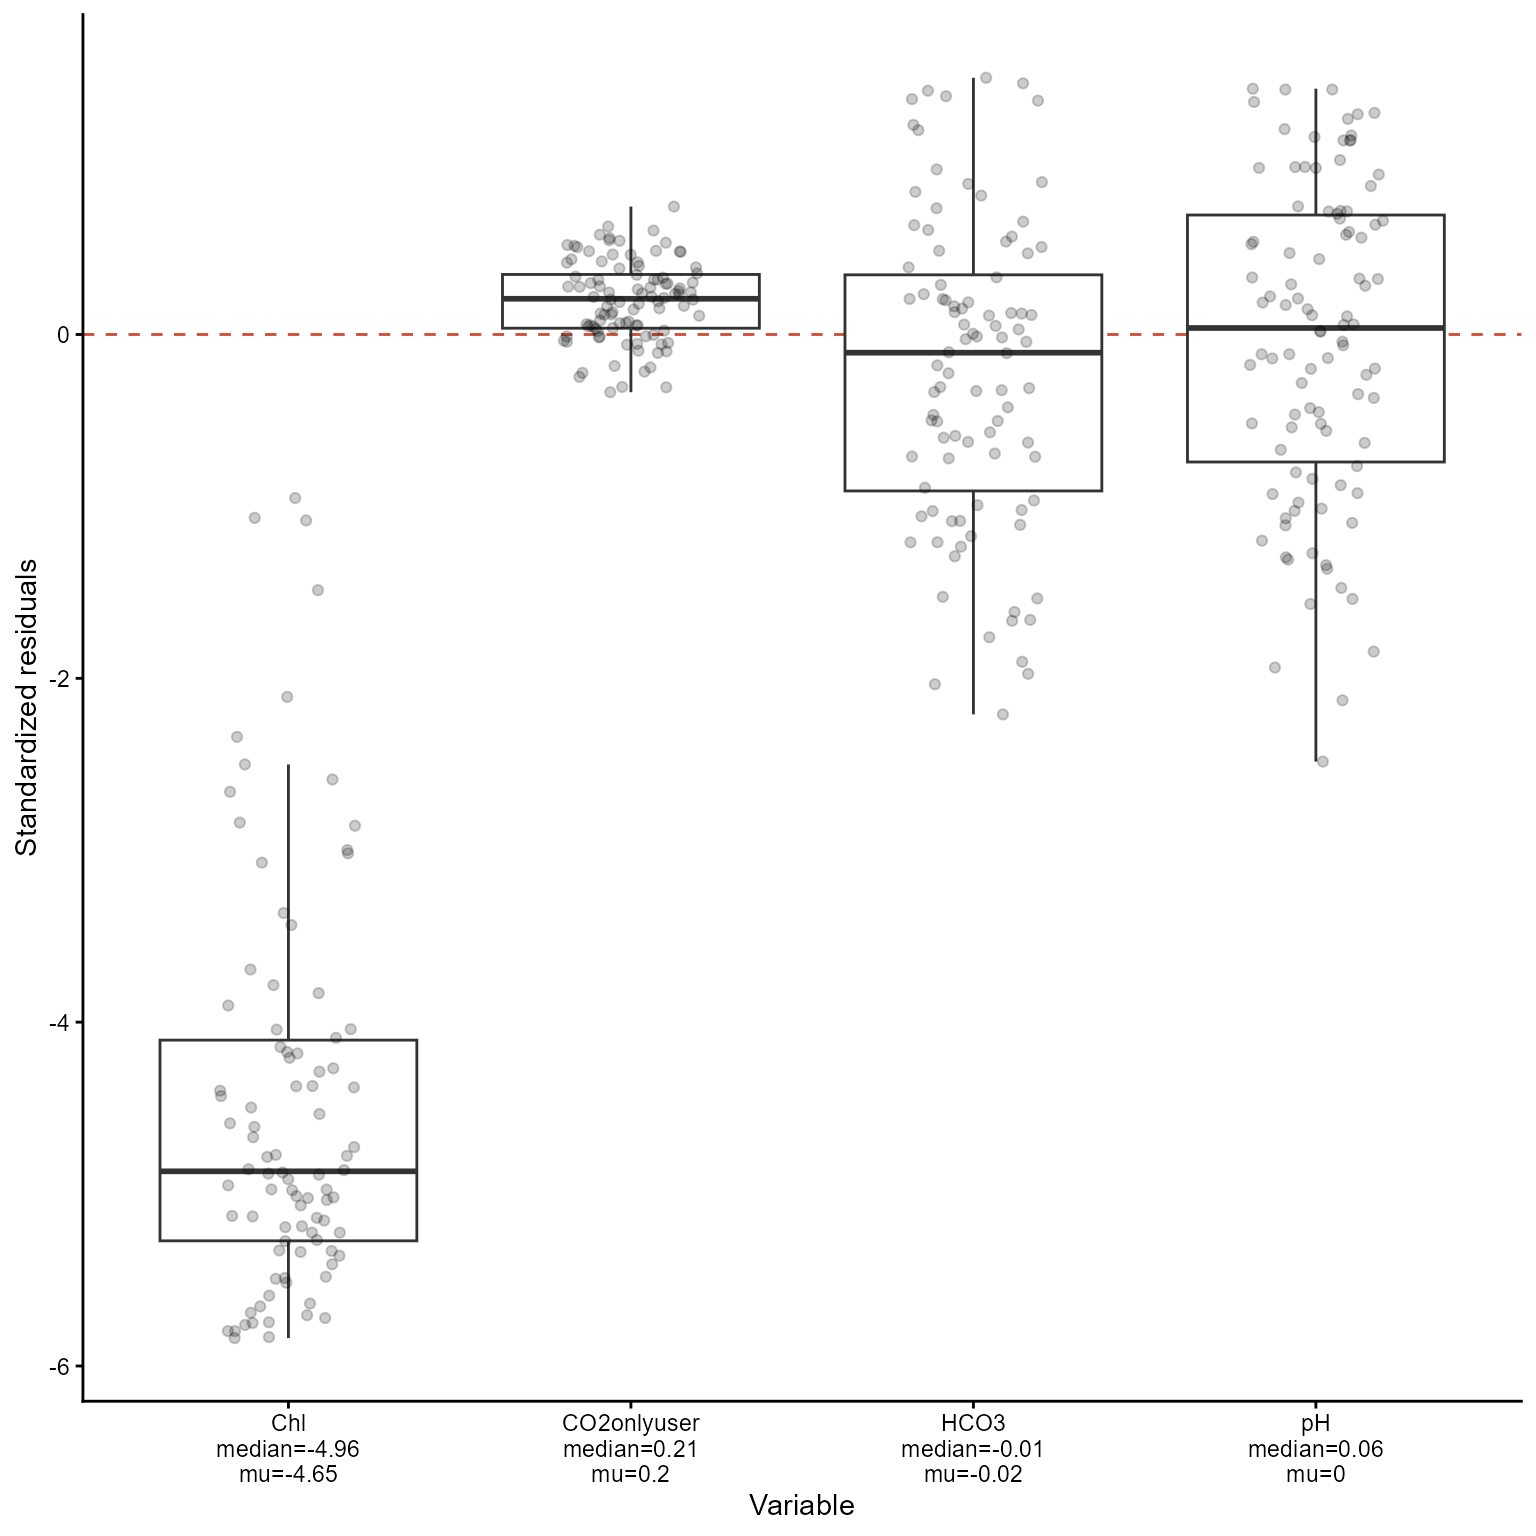 Standardized residuals
0
-2
-4
-6
Chl
median=-4.96
mu=-4.65
CO2onlyuser
median=0.21
mu=0.2
HCO3
median=-0.01
mu=-0.02
pH
median=0.06
mu=0
Variable